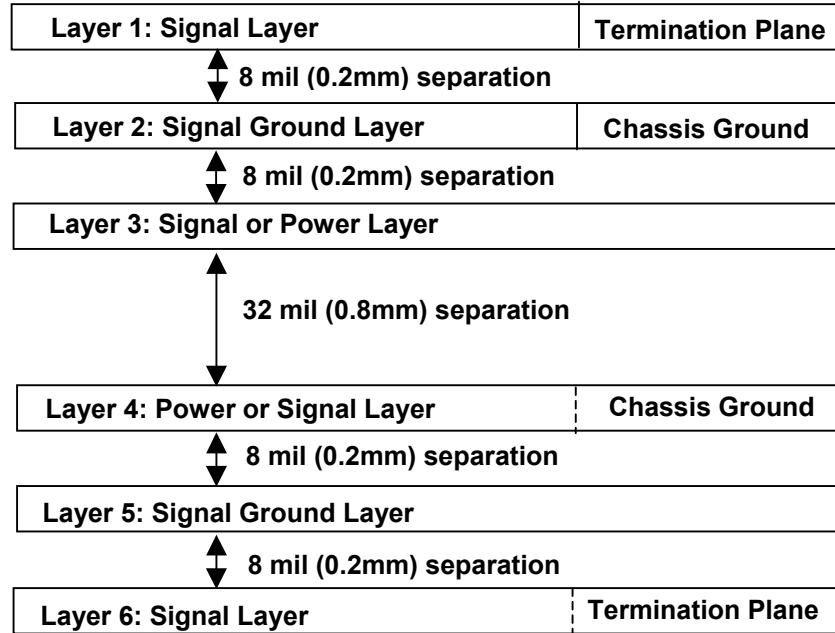 Layer 1: Signal Layer Termination Plane
8 mil (0.2mm) separation
Layer 2: Signal Ground Layer Chassis Ground
8 mil (0.2mm) separation
Layer 3: Signal or Power Layer
32 mil (0.8mm) separation
Layer 4: Power or Signal Layer Chassis Ground
8 mil (0.2mm) separation
Layer 5: Signal Ground Layer
8 mil (0.2mm) separation
Layer 6: Signal Layer Termination Plane